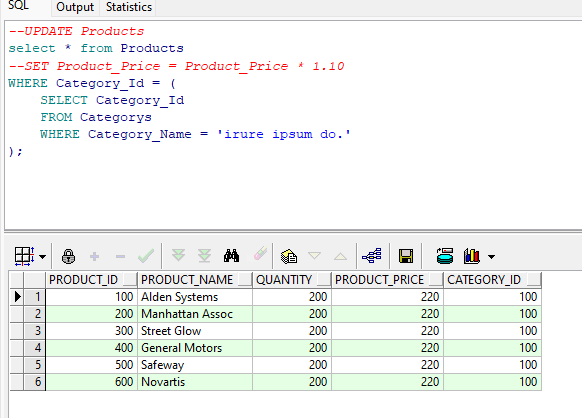 SQL Output Statistics
--UPDATE Products
select * from Products
--SET Product_Price = Product_Price * 1.10
WHERE Category_Id = (
SELECT Category_Id
FROM Categorys
WHERE Category_Name = 'irure ipsum do.'
);
PRODUCT_ID PRODUCT_NAME QUANTITY PRODUCT_PRICE CATEGORY_ID
1 100 Alden Systems 200 220 100
2 200 Manhattan Assoc 200 220 100
3 300 Street Glow 200 220 100
4 400 General Motors 200 220 100
5 500 Safeway 200 220 100
6 600 Novartis 200 220 100